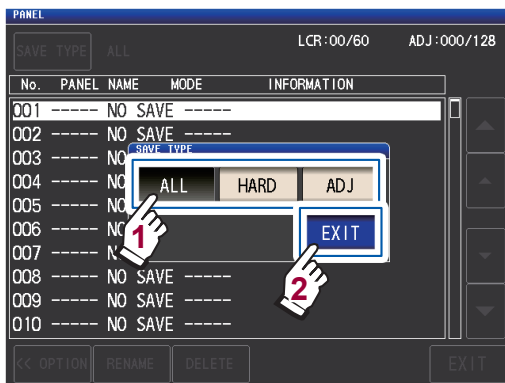 PANEL
SAVE TYPE ALL LCR:00/60 ADJ:000/128
No. PANEL NAME MODE INFORMATION
001 ----- NO SAVE -----
002 ----- NO SAVE -----
003 ----- NO
SAVE TYPE
004 ----- NO
ALL HARD ADJ
005 ----- NO
006 ----- NO
1
EXIT
007 ----- N
2
008 ----- NO SAVE -----
009 ----- NO SAVE -----
010 ----- NO SAVE -----
<< OPTION RENAME DELETE EXIT